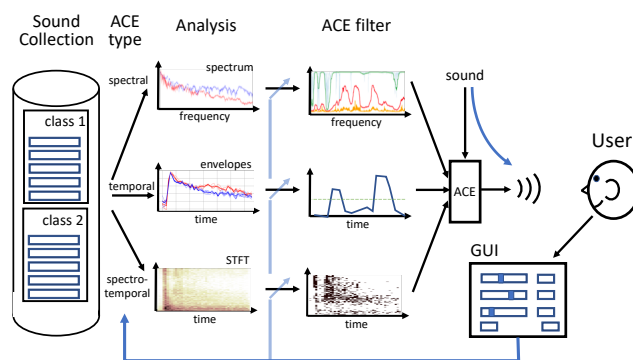 Sound
Collection
ACE
type
Analysis
ACE filter
class 1
class 2
spectral
temporal
spectro-
temporal
spectrum
frequency
envelopes
time
STFT
time
frequency
time
time
sound
ACE
User
GUI